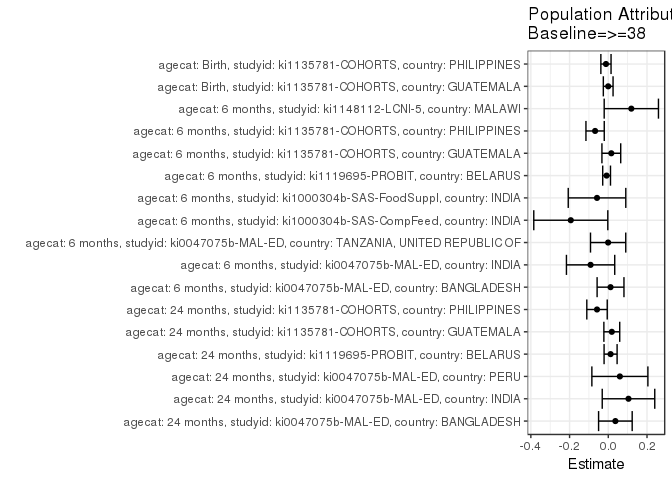 Population Attribut
Baseline=>=38
agecat: Birth, studyid: ki1135781-COHORTS, country: PHILIPPINES
agecat: Birth, studyid: ki1135781-COHORTS, country: GUATEMALA
agecat: 6 months, studyid: ki1148112-LCNI-5, country: MALAWI
agecat: 6 months, studyid: ki1135781-COHORTS, country: PHILIPPINES
agecat: 6 months, studyid: ki1135781-COHORTS, country: GUATEMALA
agecat: 6 months, studyid: ki1119695-PROBIT, country: BELARUS
agecat: 6 months, studyid: ki1000304b-SAS-FoodSuppl, country: INDIA
agecat: 6 months, studyid: ki1000304b-SAS-CompFeed, country: INDIA
agecat: 6 months, studyid: ki0047075b-MAL-ED, country: TANZANIA, UNITED REPUBLIC OF
agecat: 6 months, studyid: ki0047075b-MAL-ED, country: INDIA
agecat: 6 months, studyid: ki0047075b-MAL-ED, country: BANGLADESH
agecat: 24 months, studyid: ki1135781-COHORTS, country: PHILIPPINES
agecat: 24 months, studyid: ki1135781-COHORTS, country: GUATEMALA
agecat: 24 months, studyid: ki1119695-PROBIT, country: BELARUS
agecat: 24 months, studyid: ki0047075b-MAL-ED, country: PERU
agecat: 24 months, studyid: ki0047075b-MAL-ED, country: INDIA
agecat: 24 months, studyid: ki0047075b-MAL-ED, country: BANGLADESH
-0.4 -0.2 0.0 0.2
Estimate